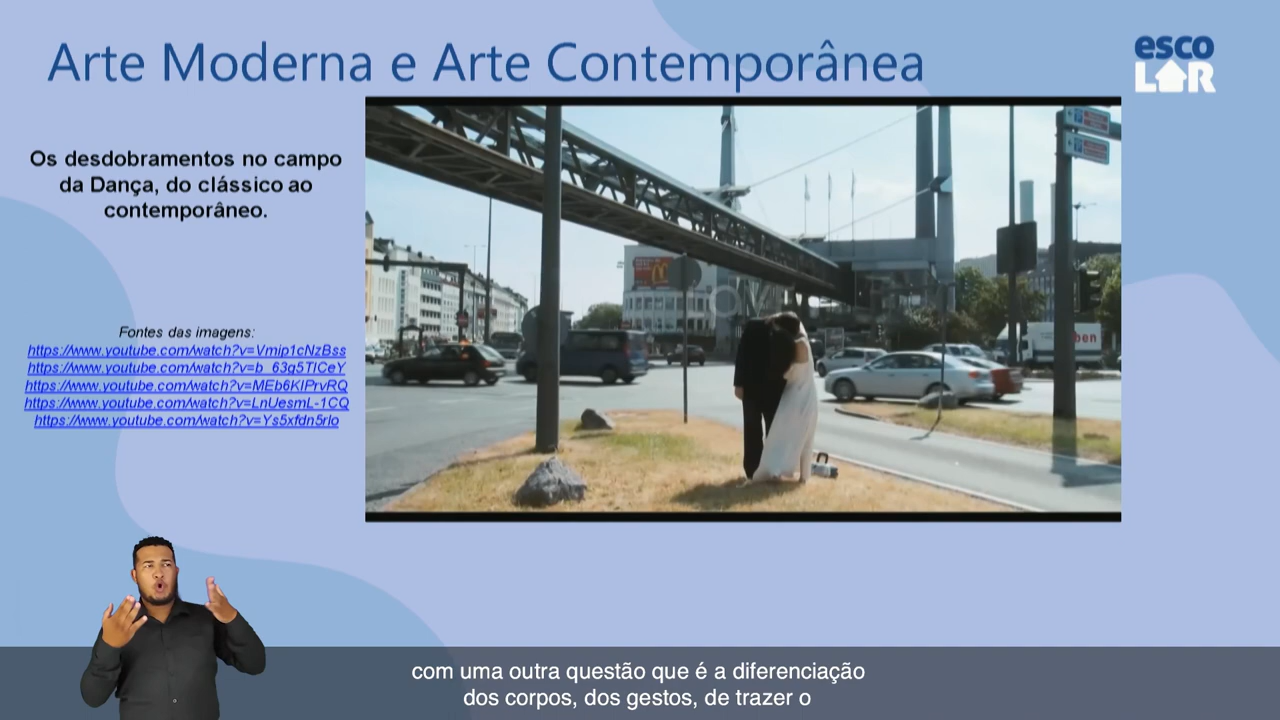 Arte Moderna e Arte Contemporânea
esco
LAR
Os desdobramentos no campo
da Dança, do clássico ao
contemporâneo.
Fontes das imagens:
https://www.youtube.com/watch?v=Vmip1cNzBss
https://www.youtube.com/watch?v=b_63g5TlCeY
https://www.youtube.com/watch?v=MEb6KlPrvRQ
https://www.youtube.com/watch?v=LnUesmL-1CQ
https://www.youtube.com/watch?v=Ys5xfdn5rlo
ben
com uma outra questão que é a diferenciação
dos corpos, dos gestos, de trazer o